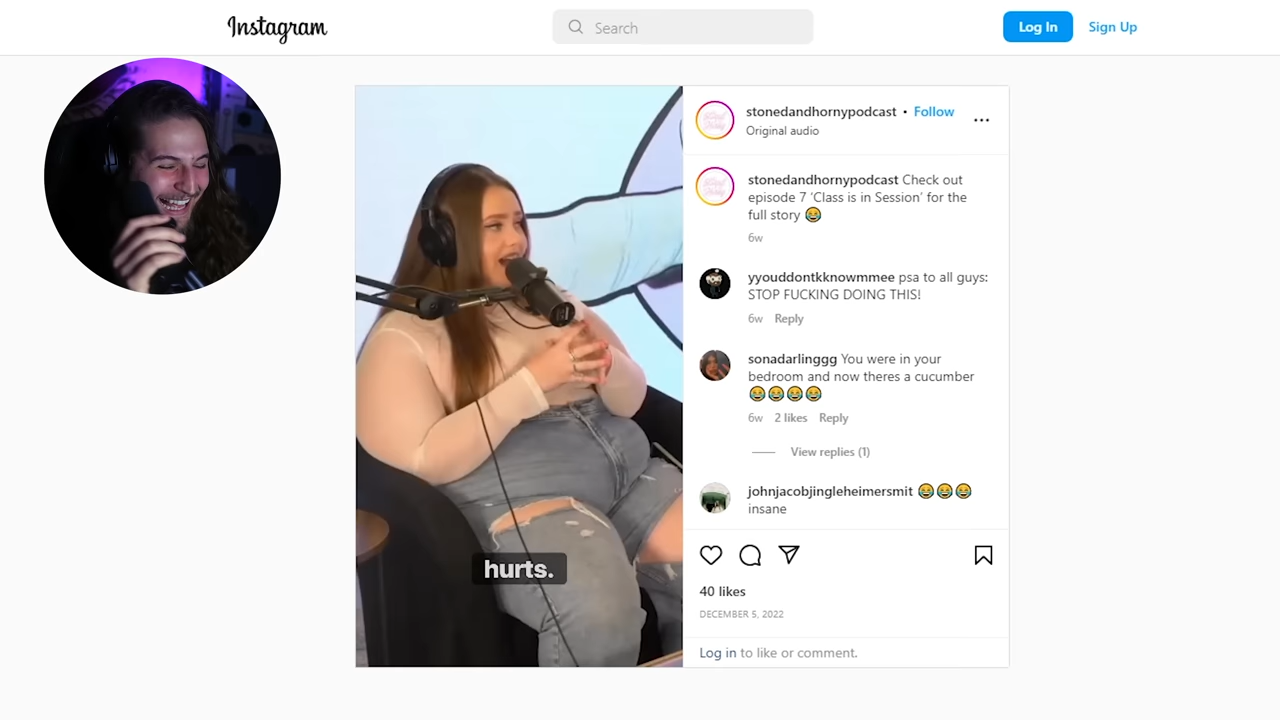 Instagram
Search
Log In
Sign Up
stonedandhornypodcast • Follow
Original audio
stonedandhornypodcast Check out
episode 7 ‘Class is in Session’ for the
full story 😂
6w
yyouddontkknowmmee psa to all guys:
STOP FUCKING DOING THIS!
6w Reply
sonadarlinggg You were in your
bedroom and now theres a cucumber
😂😂😂😂
6w 2 likes Reply
View replies (1)
johnjacobjingleheimersmit 😂😂😂
insane
40 likes
DECEMBER 5, 2022
Log in to like or comment.
hurts.